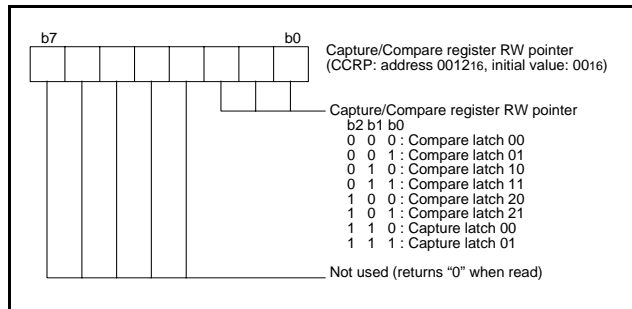 b7 b0
Capture/Compare register RW pointer
(CCRP: address 001216, initial value: 0016)
Capture/Compare register RW pointer
b2 b1 b0
0 0 0 : Compare latch 00
0 0 1 : Compare latch 01
0 1 0 : Compare latch 10
0 1 1 : Compare latch 11
1 0 0 : Compare latch 20
1 0 1 : Compare latch 21
1 1 0 : Capture latch 00
1 1 1 : Capture latch 01
Not used (returns “0” when read)